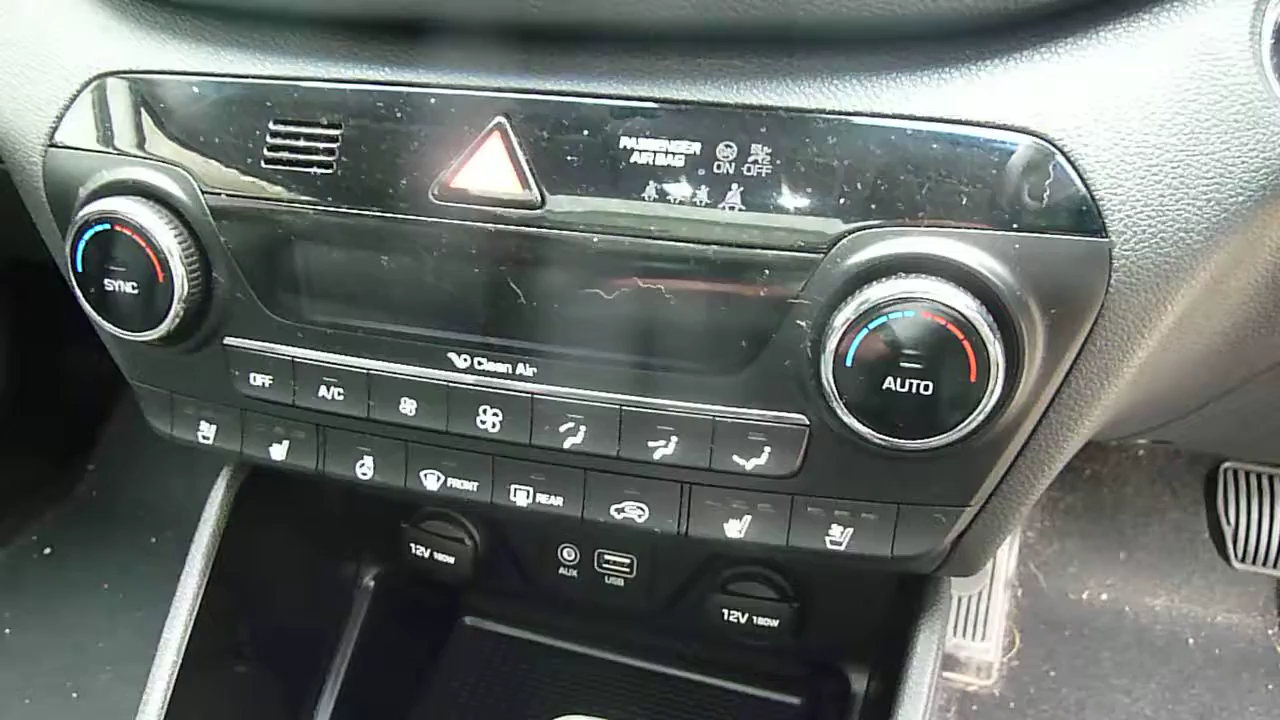 PASSENGER
AIR BAG
ON OFF
SYNC
Clean Air
AUTO
OFF
A/C
FRONT
REAR
12V 180W
AUX
USB
12V 180W